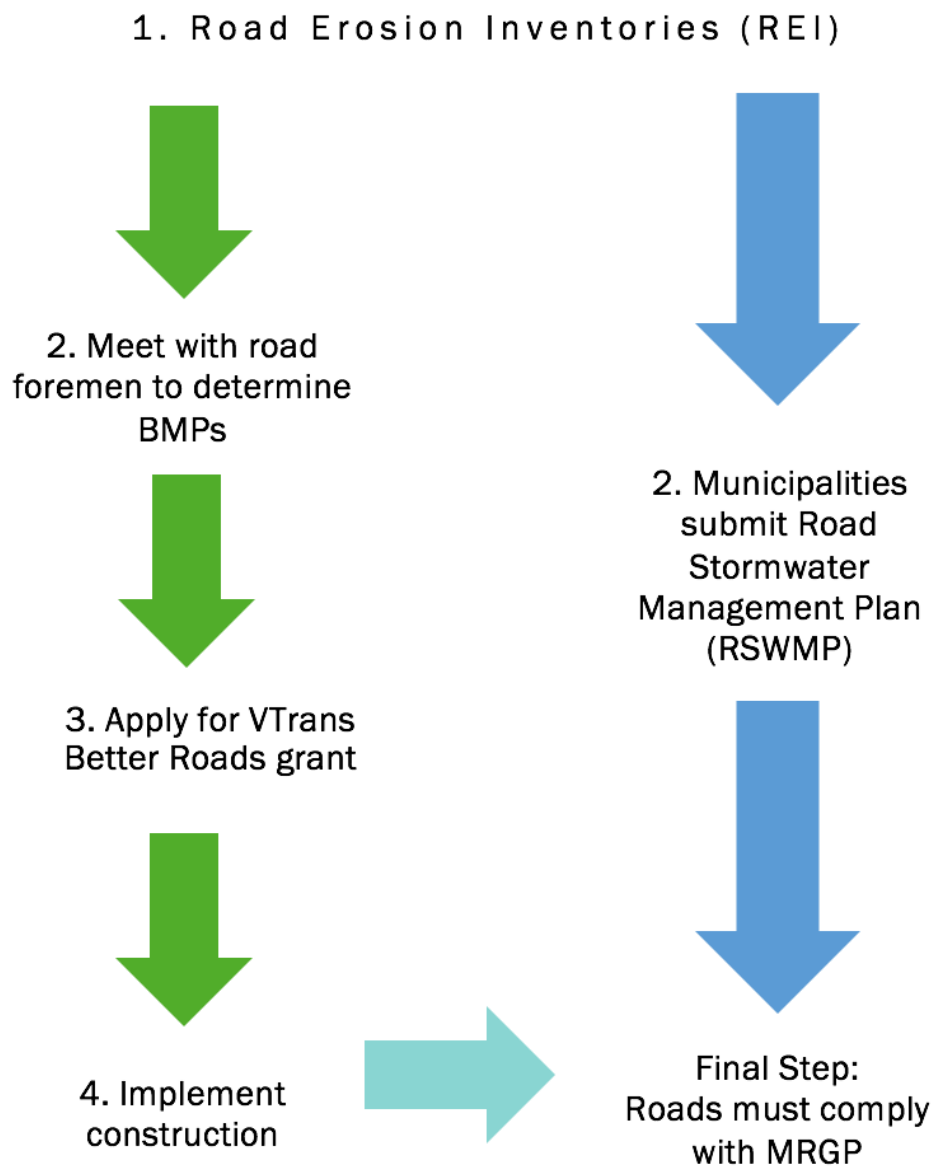 1. Road Erosion Inventories (REI)
2. Meet with road
foremen to determine
BMPs
3. Apply for VTrans
Better Roads grant
4. Implement
construction
2. Municipalities
submit Road
Stormwater
Management Plan
(RSWMP)
Final Step:
Roads must comply
with MRGP